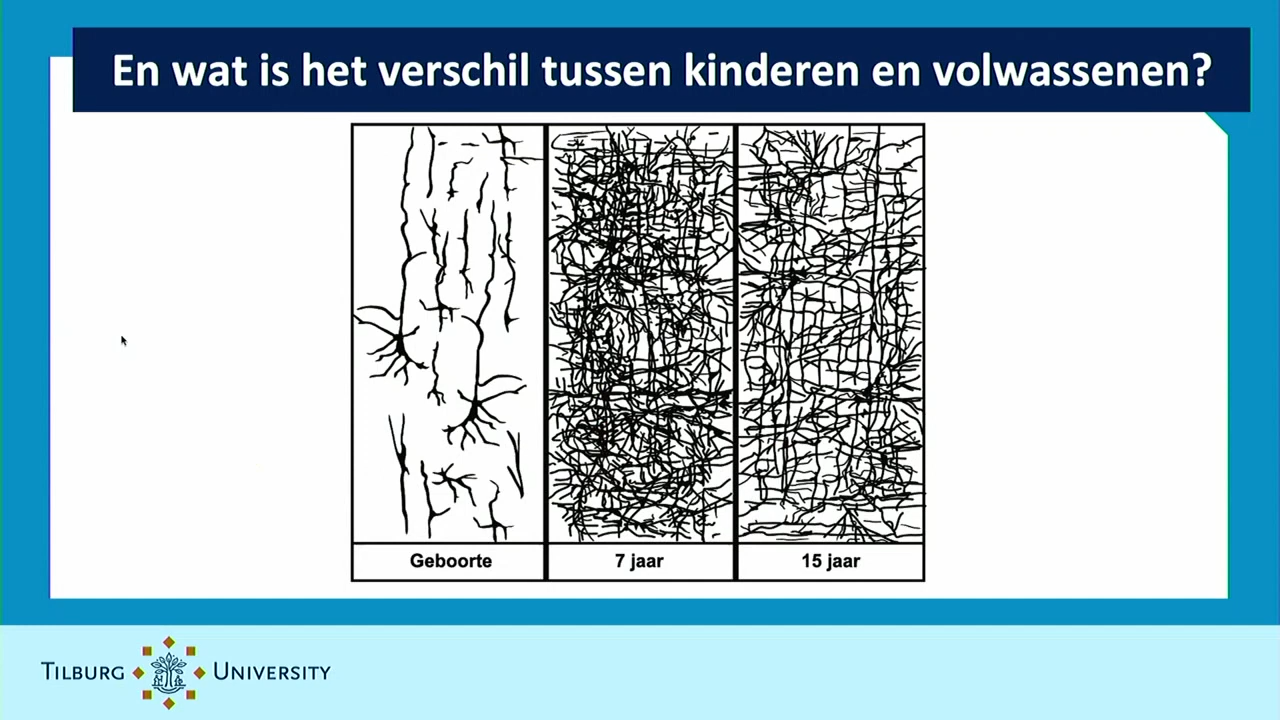 En wat is het verschil tussen kinderen en volwassenen?
Geboorte
7 jaar
15 jaar
TILBURG UNIVERSITY